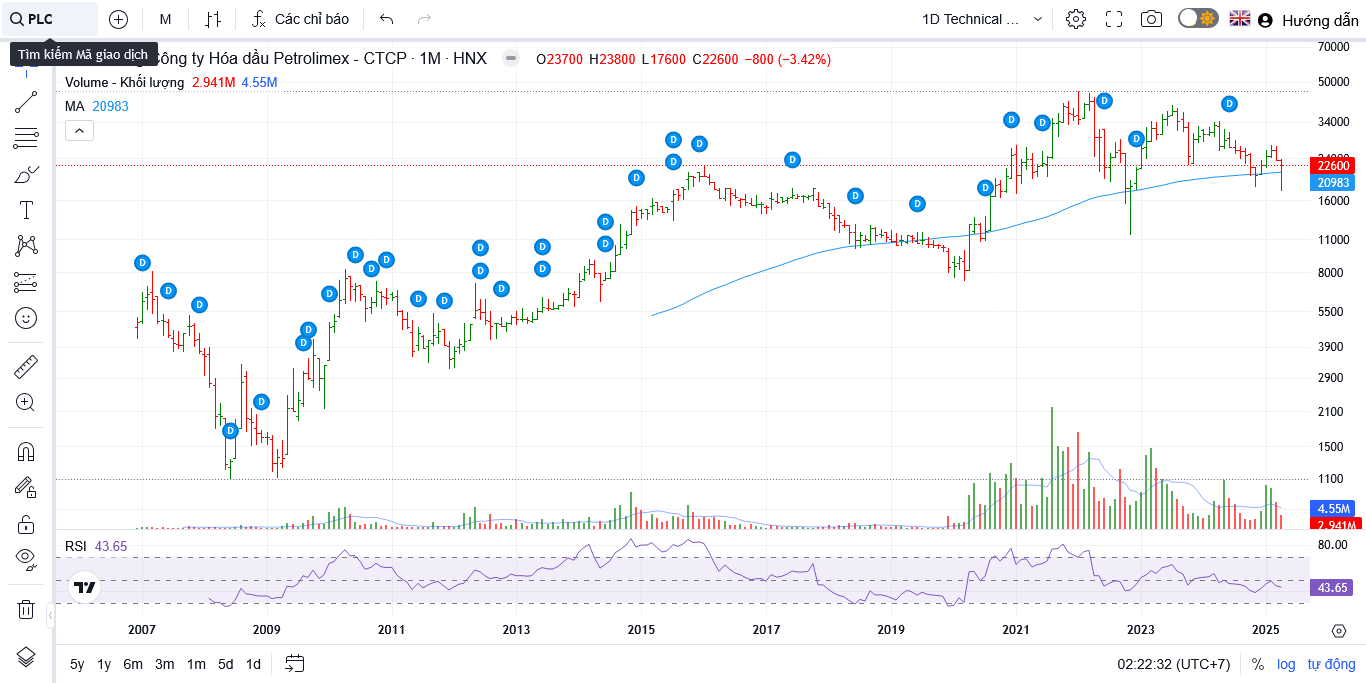 PLC
M
Các chỉ báo
1D Technical ...
Hướng dẫn
Tìm kiếm Mã giao dịch
Công ty Hóa dầu Petrolimex - CTCP · 1M · HNX
O23700 H23800 L17600 C22600 −800 (−3.42%)
Volume - Khối lượng 2.941M 4.55M
MA 20983
70000
50000
34000
24000
22600
20983
16000
11000
8000
5500
3900
2900
2100
1500
1100
4.55M
2.941M
D D D D D D D D D D D D D D D D D D D D D D D D D D D D D D D D D D
RSI 43.65
80.00
43.65
2007 2009 2011 2013 2015 2017 2019 2021 2023 2025
5y 1y 6m 3m 1m 5d 1d
02:22:32 (UTC+7)
% log tự động